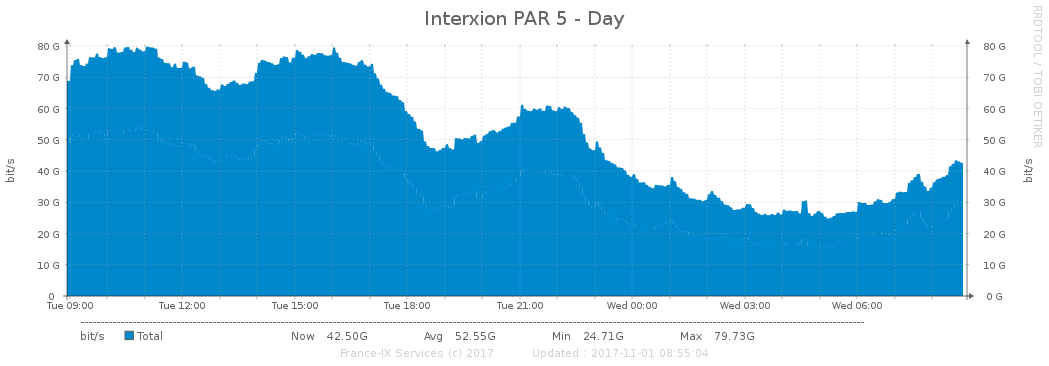 Interxion PAR 5 - Day
RRDTOOL / TOBI OETIKER
bit/s
80 G
70 G
60 G
50 G
40 G
30 G
20 G
10 G
0
80 G
70 G
60 G
50 G
40 G
30 G
20 G
10 G
0 G
bit/s
Tue 09:00 Tue 12:00 Tue 15:00 Tue 18:00 Tue 21:00 Wed 00:00 Wed 03:00 Wed 06:00
bit/s Total Now 42.50G Avg 52.55G Min 24.71G Max 79.73G
France-IX Services (c) 2017 Updated : 2017-11-01 08:55:04